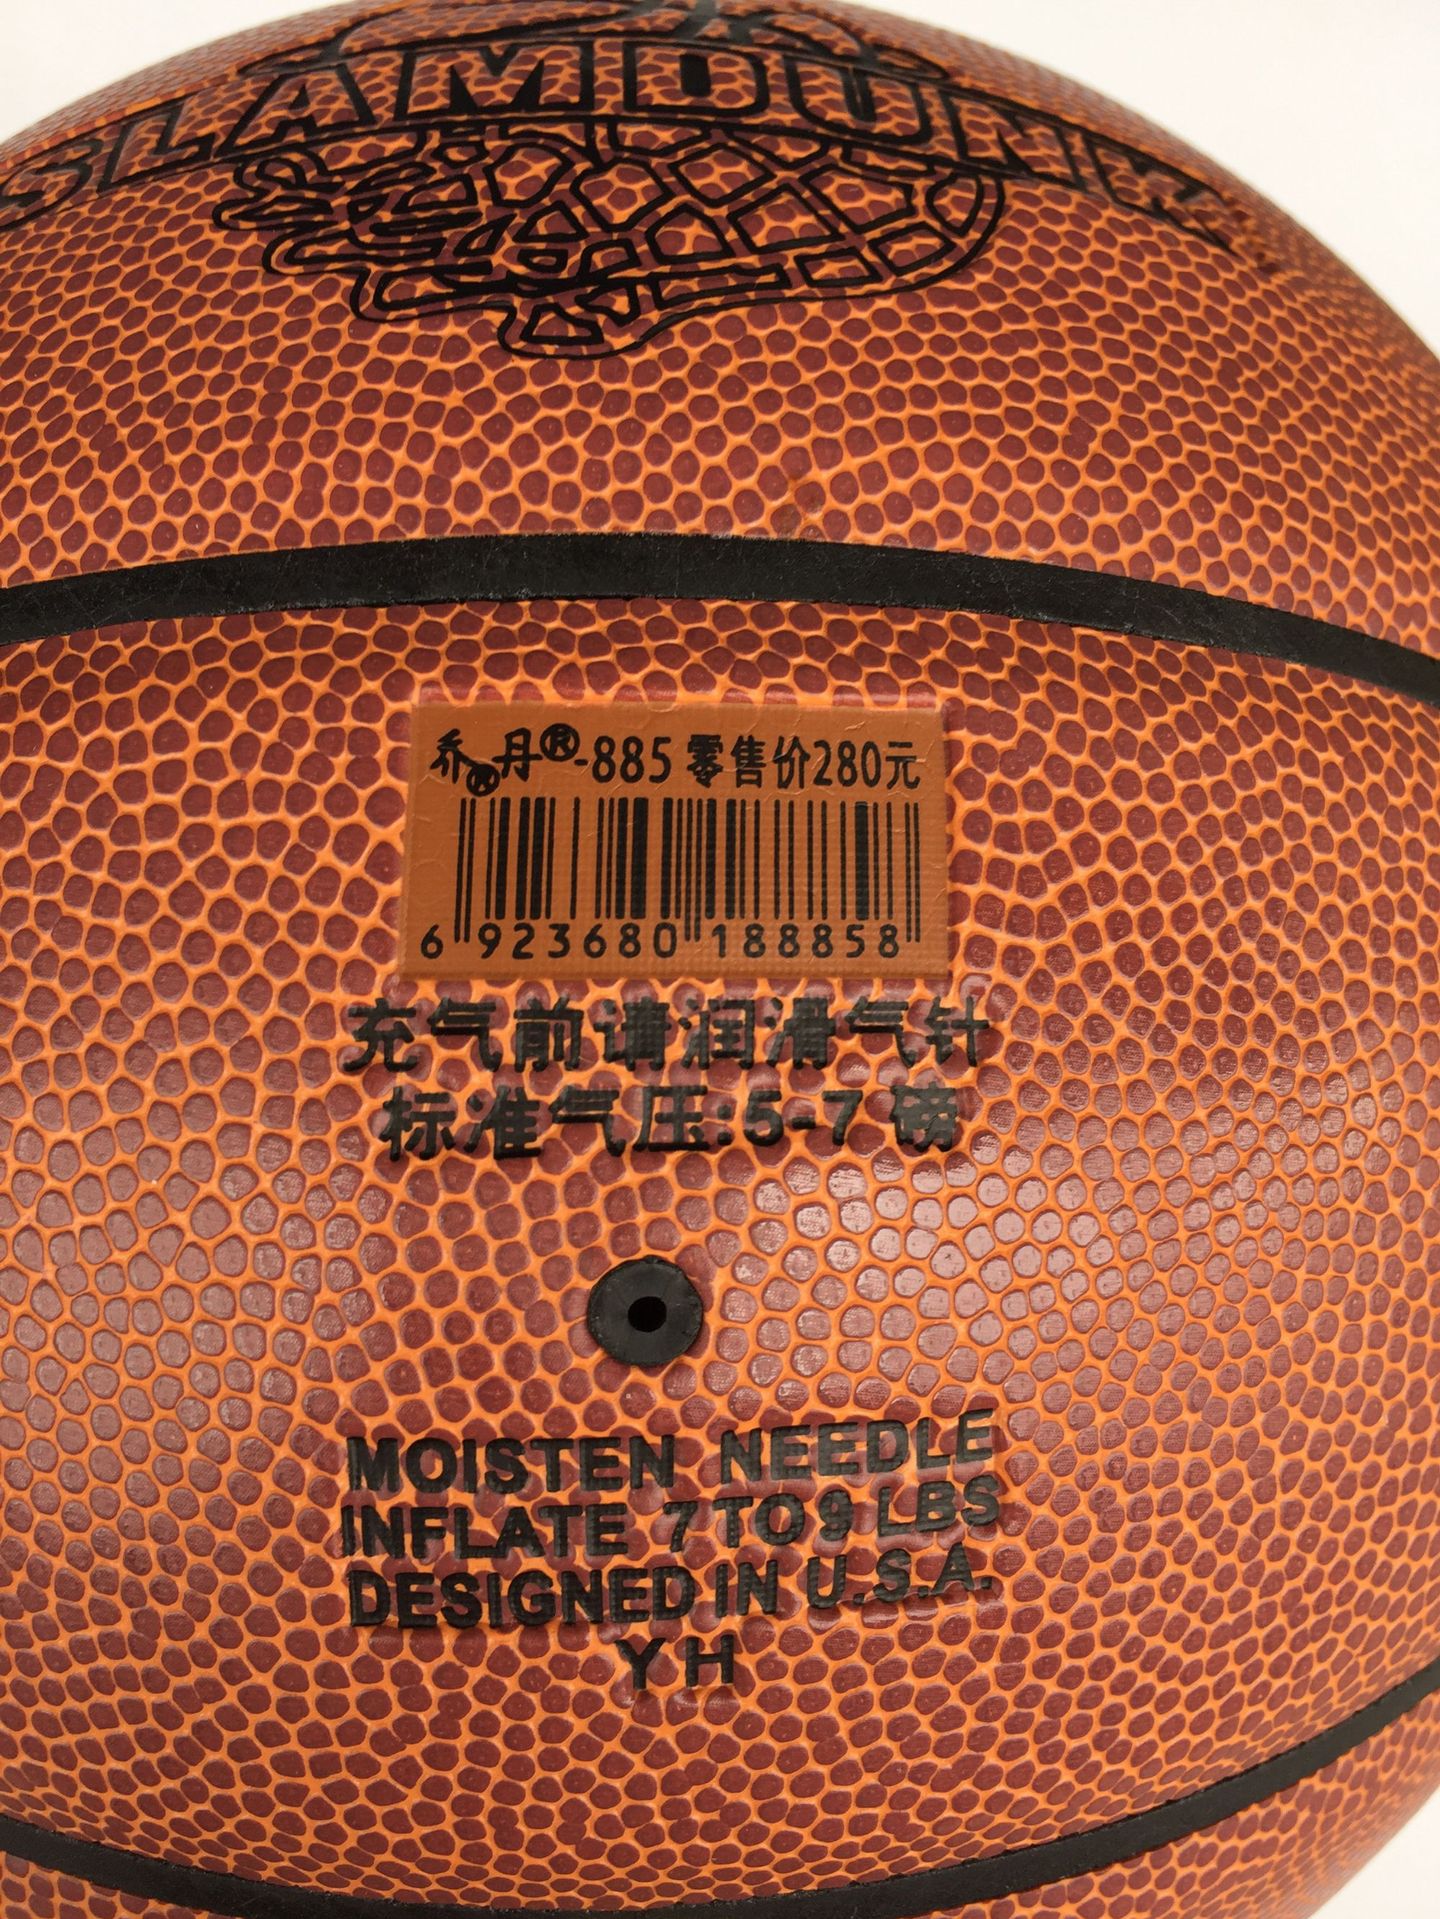 SLAMDUNK
乔丹®-885 零售价280元
6 923680 188858
充气前请润滑气针
标准气压:5-7 磅
MOISTEN NEEDLE
INFLATE 7 TO 9 LBS
DESIGNED IN U.S.A.
YH